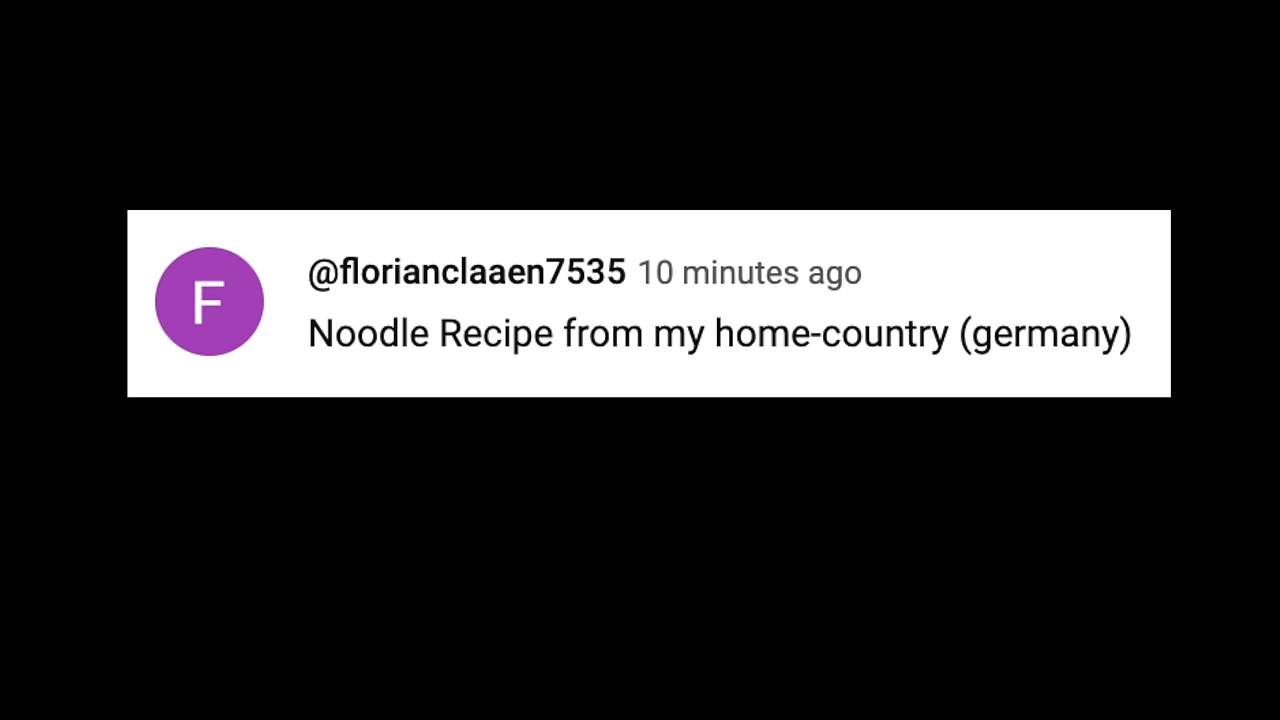 F
@florianclaaen7535 10 minutes ago
Noodle Recipe from my home-country (germany)